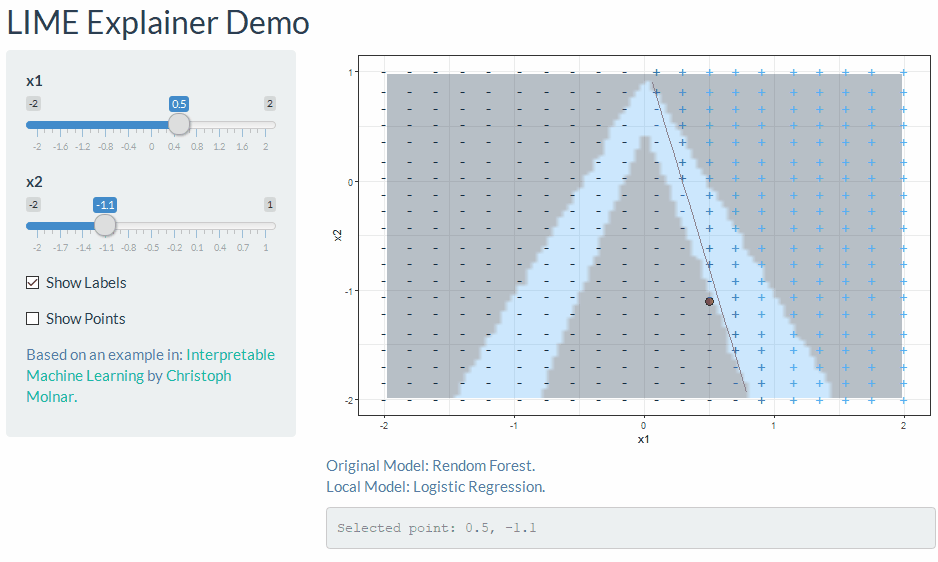 LIME Explainer Demo
x1
-2 0.5 2
-2 -1.6 -1.2 -0.8 -0.4 0 0.4 0.8 1.2 1.6 2
x2
-2 -1.1 1
-2 -1.7 -1.4 -1.1 -0.8 -0.5 -0.2 0.1 0.4 0.7 1
Show Labels
Show Points
Based on an example in: Interpretable
Machine Learning by Christoph
Molnar.
1
0
-1
-2
x2
-2 -1 0 1 2
x1
Original Model: Rendom Forest.
Local Model: Logistic Regression.
Selected point: 0.5, -1.1